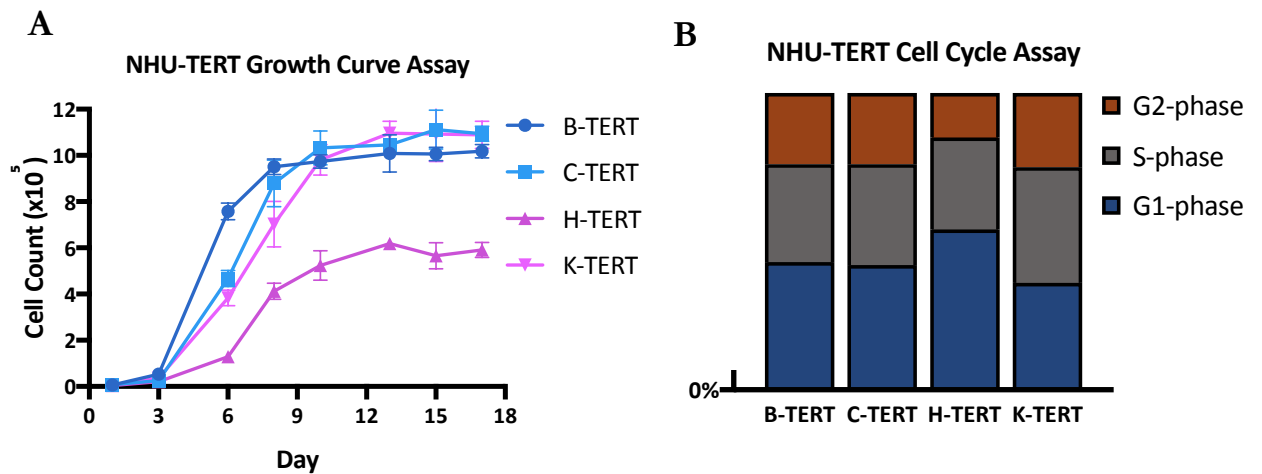 A
NHU-TERT Growth Curve Assay
Cell Count (x10⁵)
12
10
8
6
4
2
0
0 3 6 9 12 15 18
Day
B-TERT
C-TERT
H-TERT
K-TERT
B
NHU-TERT Cell Cycle Assay
0%
B-TERT C-TERT H-TERT K-TERT
G2-phase
S-phase
G1-phase